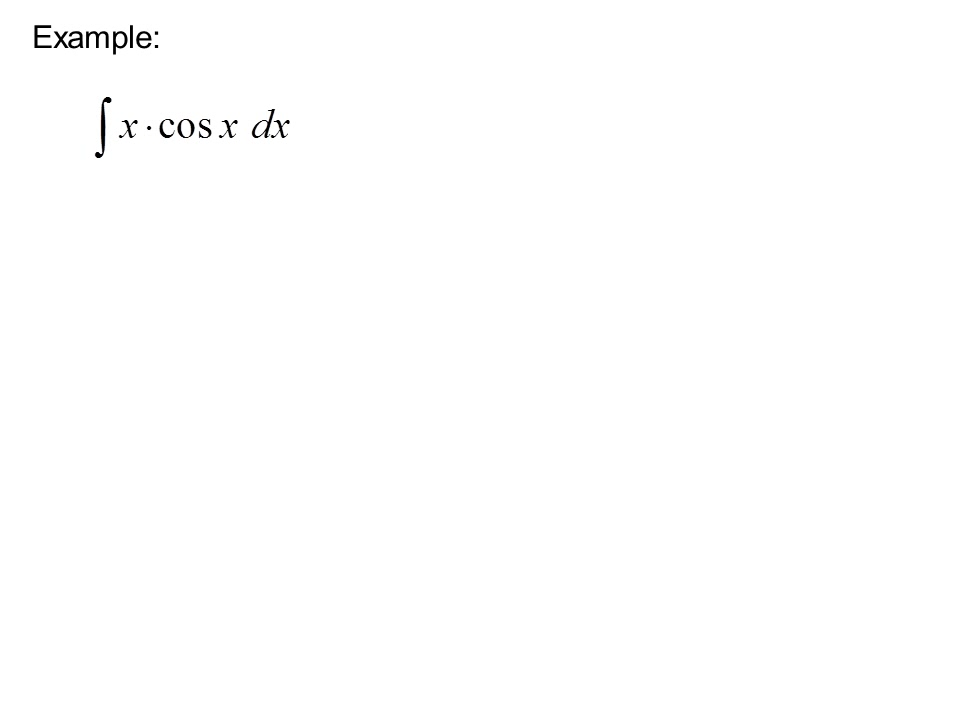 Example:
∫ x · cos x dx